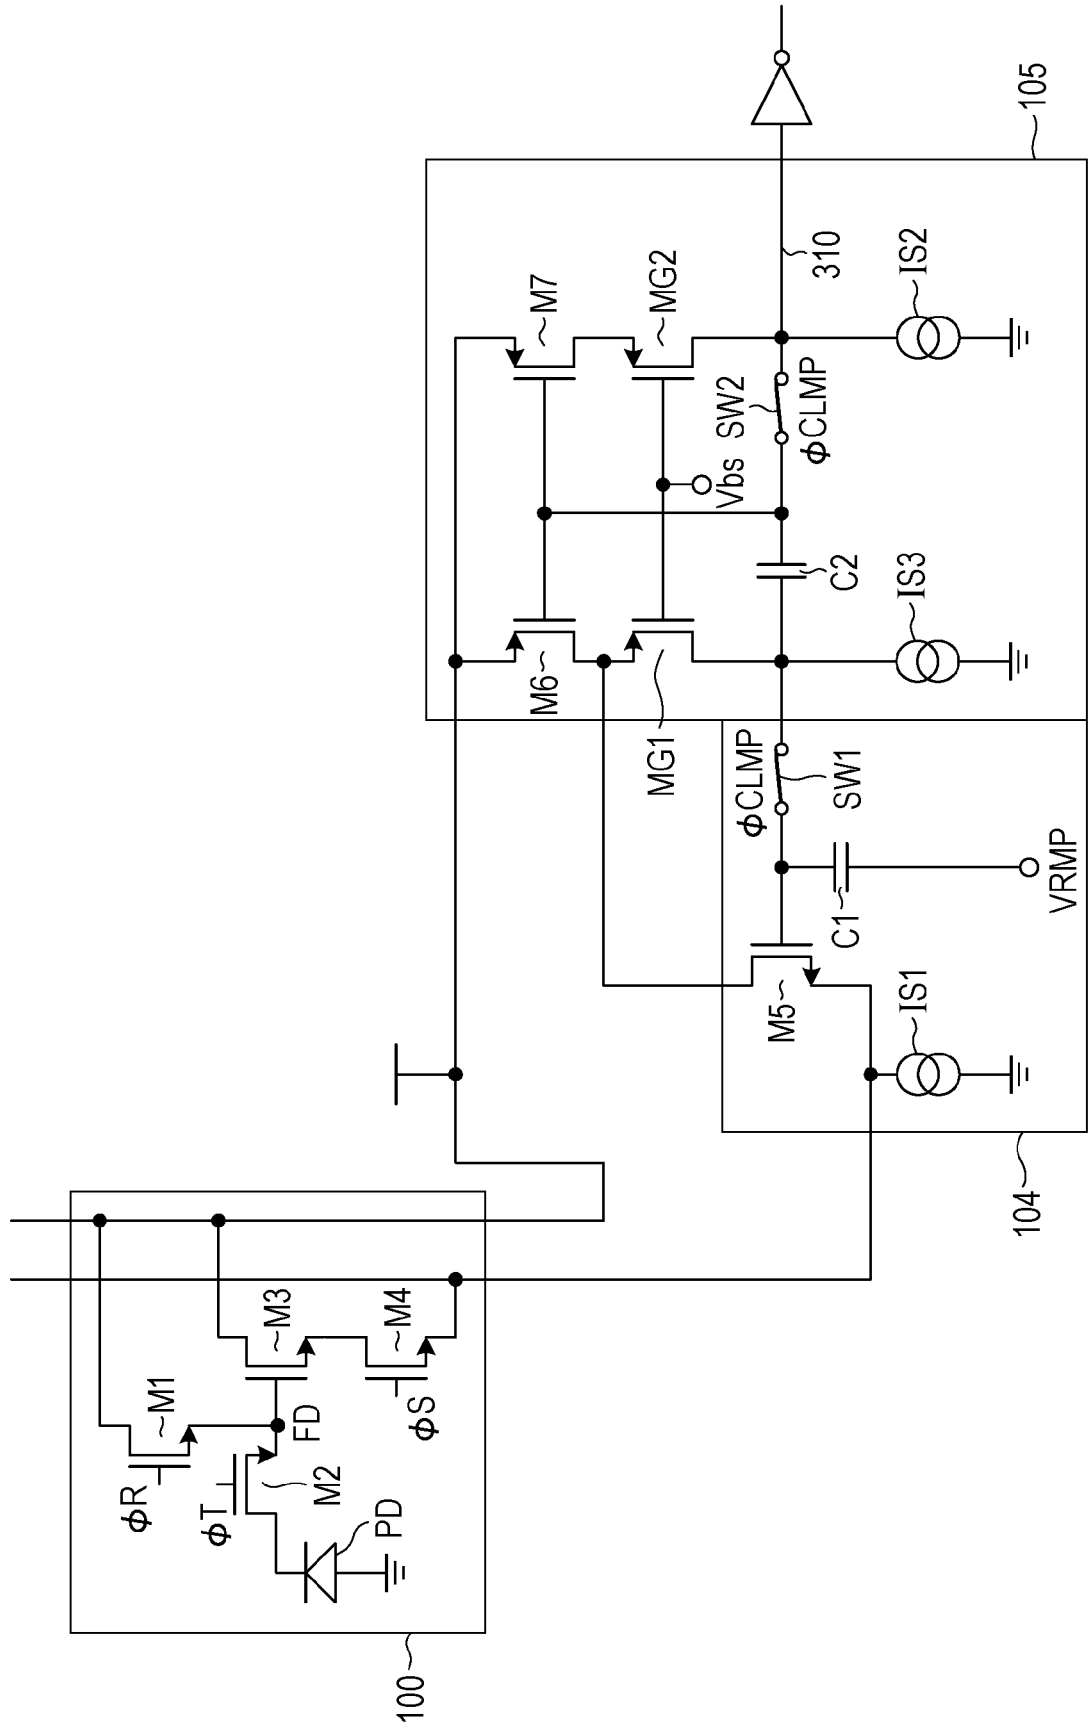 100
ϕR
ϕT
M1
M2
PD
FD
M3
M4
ϕS
104
M5
IS1
C1
VRMP
ϕCLMP
SW1
105
M6
MG1
M7
MG2
Vbs
SW2
ϕCLMP
C2
IS3
IS2
310